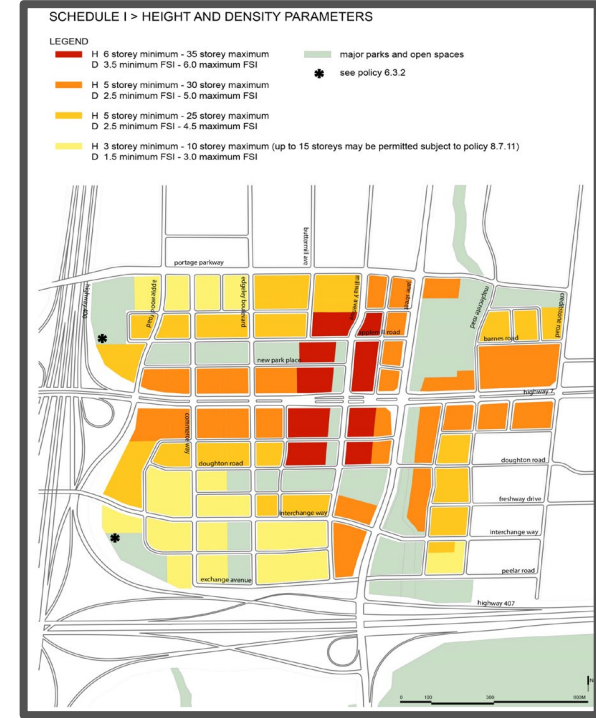 SCHEDULE I > HEIGHT AND DENSITY PARAMETERS
LEGEND
H 6 storey minimum - 35 storey maximum
D 3.5 minimum FSI - 6.0 maximum FSI
H 5 storey minimum - 30 storey maximum
D 2.5 minimum FSI - 5.0 maximum FSI
H 5 storey minimum - 25 storey maximum
D 2.5 minimum FSI - 4.5 maximum FSI
H 3 storey minimum - 10 storey maximum (up to 15 storeys may be permitted subject to policy 8.7.11)
D 1.5 minimum FSI - 3.0 maximum FSI
major parks and open spaces
* see policy 6.3.2
portage parkway
buttermill ave
highway 400
applewood road
edgeley boulevard
millway avenue
jane street
maplecrete road
creditstone road
apple mill road
barnes road
new park place
highway 7
commerce way
doughton road
doughton road
freshway drive
interchange way
interchange way
peelar road
exchange avenue
highway 407
0 100 300 600M
N